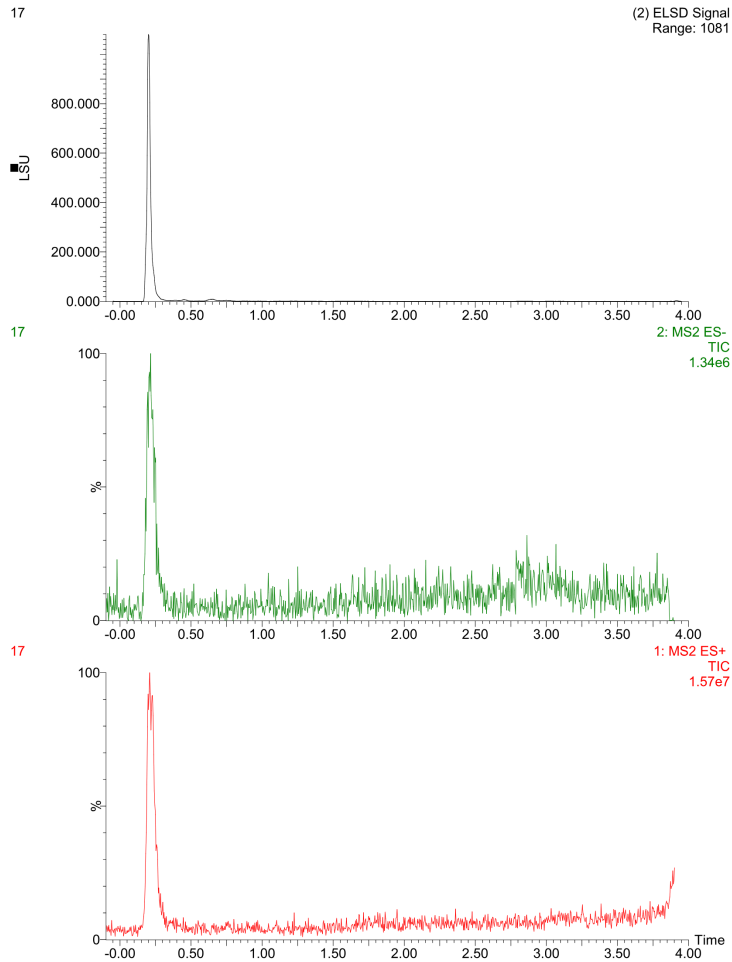 17
(2) ELSD Signal
Range: 1081
800.000
600.000
LSU
400.000
200.000
0.000
-0.00 0.50 1.00 1.50 2.00 2.50 3.00 3.50 4.00
17
2: MS2 ES-
TIC
1.34e6
100
%
0
-0.00 0.50 1.00 1.50 2.00 2.50 3.00 3.50 4.00
17
1: MS2 ES+
TIC
1.57e7
100
%
0
Time
-0.00 0.50 1.00 1.50 2.00 2.50 3.00 3.50 4.00